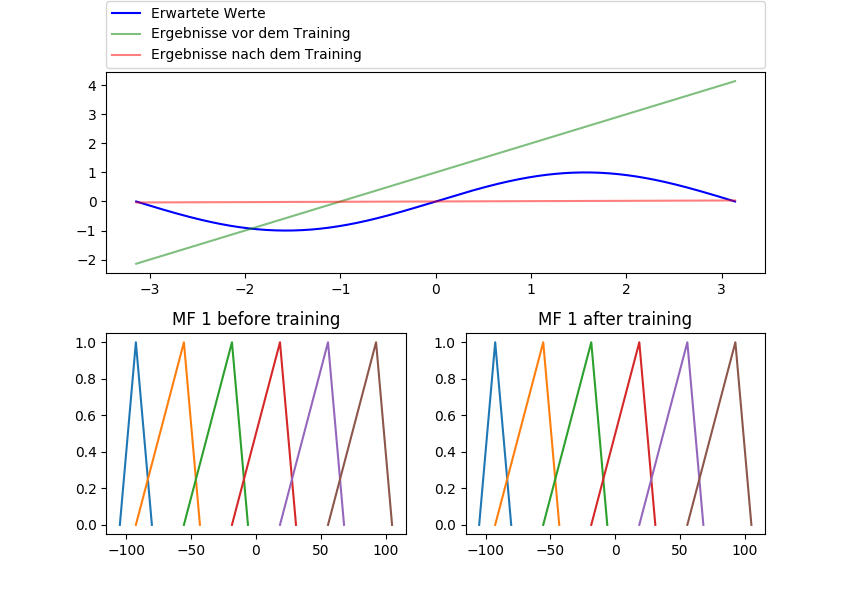 Erwartete Werte
Ergebnisse vor dem Training
Ergebnisse nach dem Training
4
3
2
1
0
−1
−2
−3 −2 −1 0 1 2 3
MF 1 before training MF 1 after training
1.0 1.0
0.8 0.8
0.6 0.6
0.4 0.4
0.2 0.2
0.0 0.0
−100 −50 0 50 100 −100 −50 0 50 100